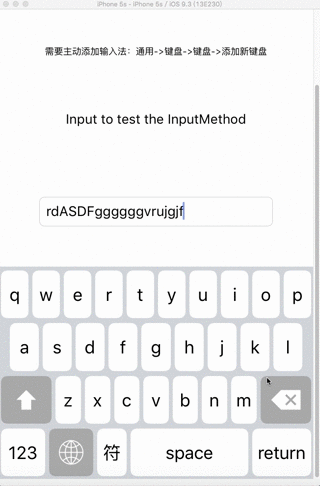 iPhone 5s - iPhone 5s / iOS 9.3 (13E230)
需要主动添加输入法：通用->键盘->键盘->添加新键盘
Input to test the InputMethod
rdASDFggggggvrujgjf
q w e r t y u i o p
a s d f g h j k l
z x c v b n m
123 符 space return